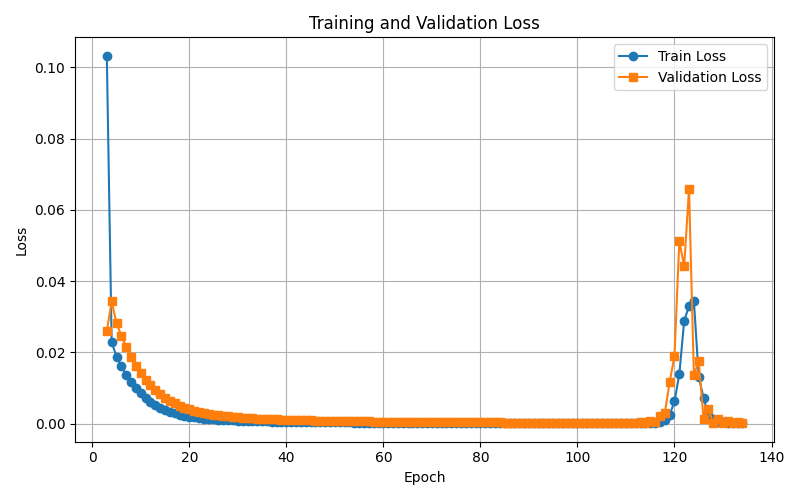 Training and Validation Loss
Train Loss
Validation Loss
0.10
0.08
0.06
0.04
0.02
0.00
Loss
0 20 40 60 80 100 120 140
Epoch